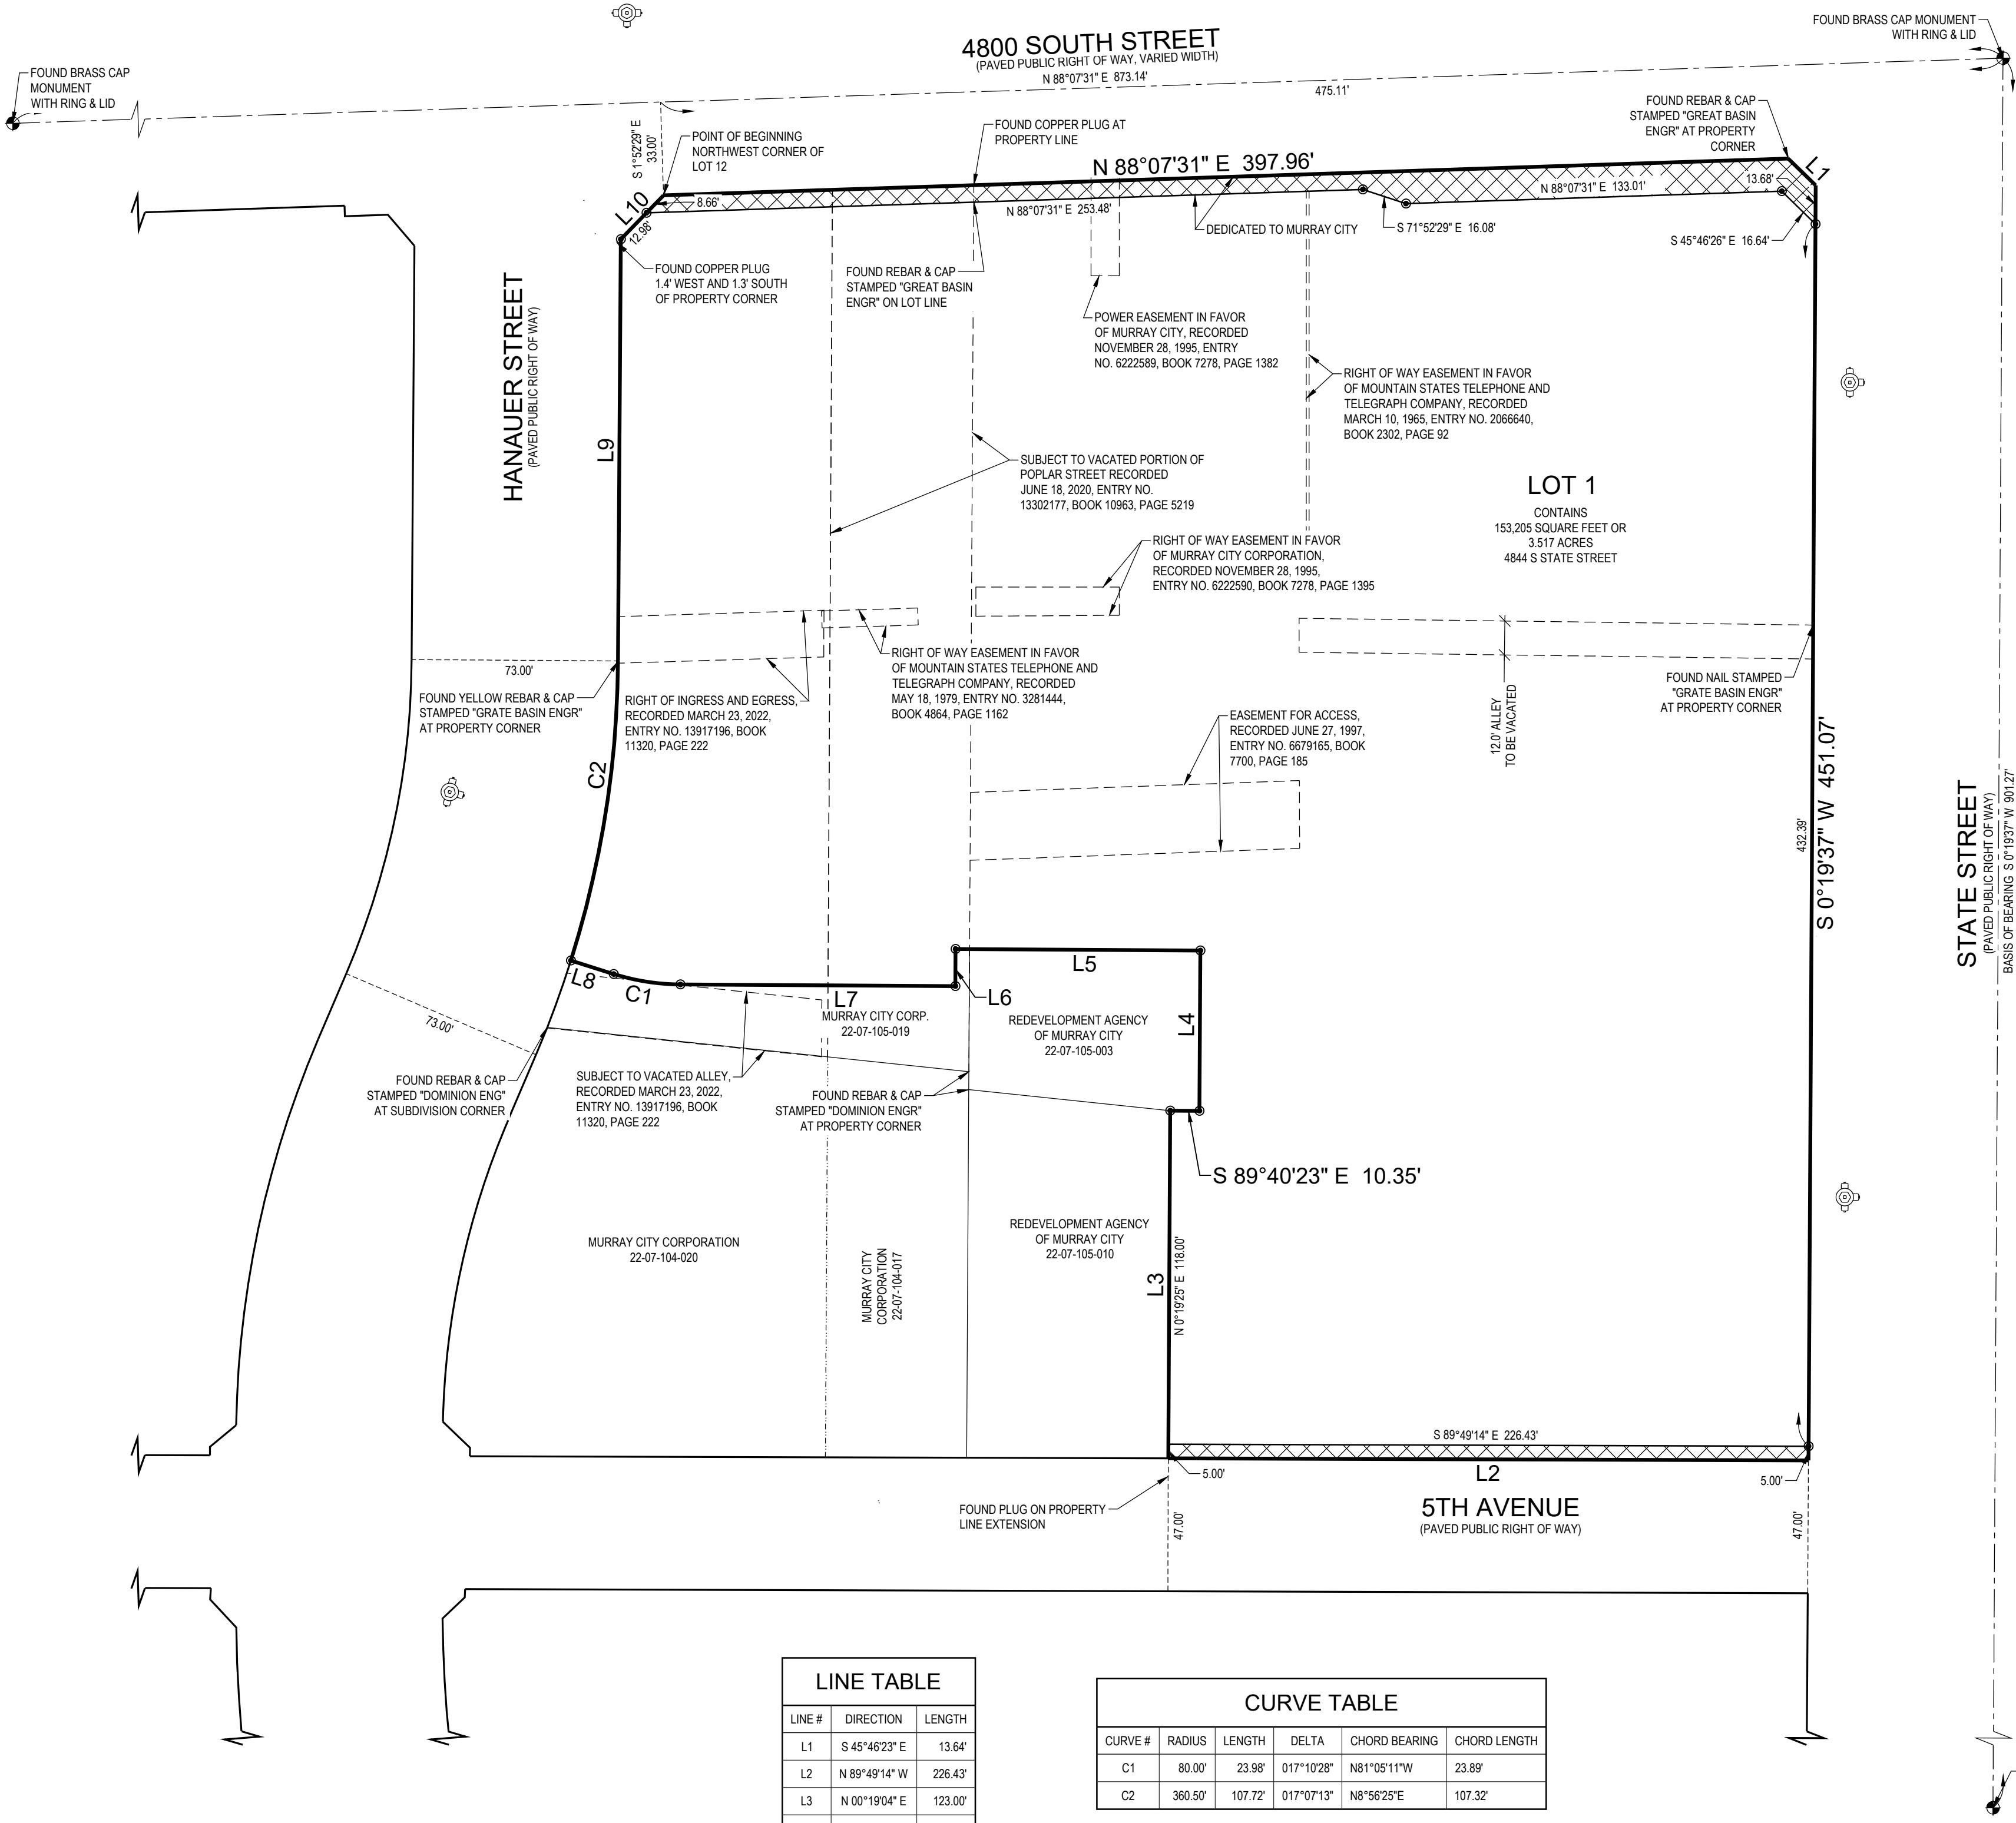 FOUND BRASS CAP MONUMENT
WITH RING & LID
4800 SOUTH STREET
(PAVED PUBLIC RIGHT OF WAY, VARIED WIDTH)
N 88°07'31" E 873.14'
475.11'
FOUND BRASS CAP
MONUMENT
WITH RING & LID
S 1°52'29" E
33.00'
POINT OF BEGINNING
NORTHWEST CORNER OF
LOT 12
FOUND COPPER PLUG AT
PROPERTY LINE
FOUND REBAR & CAP
STAMPED "GREAT BASIN
ENGR" AT PROPERTY
CORNER
N 88°07'31" E 397.96'
L1
L10
8.66'
12.98'
N 88°07'31" E 253.48'
N 88°07'31" E 133.01'
13.68'
DEDICATED TO MURRAY CITY
S 71°52'29" E 16.08'
S 45°46'26" E 16.64'
FOUND COPPER PLUG
1.4' WEST AND 1.3' SOUTH
OF PROPERTY CORNER
FOUND REBAR & CAP
STAMPED "GREAT BASIN
ENGR" ON LOT LINE
HANAUER STREET
(PAVED PUBLIC RIGHT OF WAY)
POWER EASEMENT IN FAVOR
OF MURRAY CITY, RECORDED
NOVEMBER 28, 1995, ENTRY
NO. 6222589, BOOK 7278, PAGE 1382
RIGHT OF WAY EASEMENT IN FAVOR
OF MOUNTAIN STATES TELEPHONE AND
TELEGRAPH COMPANY, RECORDED
MARCH 10, 1965, ENTRY NO. 2066640,
BOOK 2302, PAGE 92
L9
SUBJECT TO VACATED PORTION OF
POPLAR STREET RECORDED
JUNE 18, 2020, ENTRY NO.
13302177, BOOK 10963, PAGE 5219
LOT 1
CONTAINS
153,205 SQUARE FEET OR
3.517 ACRES
4844 S STATE STREET
RIGHT OF WAY EASEMENT IN FAVOR
OF MURRAY CITY CORPORATION,
RECORDED NOVEMBER 28, 1995,
ENTRY NO. 6222590, BOOK 7278, PAGE 1395
73.00'
FOUND YELLOW REBAR & CAP
STAMPED "GRATE BASIN ENGR"
AT PROPERTY CORNER
RIGHT OF INGRESS AND EGRESS,
RECORDED MARCH 23, 2022,
ENTRY NO. 13917196, BOOK
11320, PAGE 222
RIGHT OF WAY EASEMENT IN FAVOR
OF MOUNTAIN STATES TELEPHONE AND
TELEGRAPH COMPANY, RECORDED
MAY 18, 1979, ENTRY NO. 3281444,
BOOK 4864, PAGE 1162
EASEMENT FOR ACCESS,
RECORDED JUNE 27, 1997,
ENTRY NO. 6679165, BOOK
7700, PAGE 185
12.0' ALLEY
TO BE VACATED
FOUND NAIL STAMPED
"GRATE BASIN ENGR"
AT PROPERTY CORNER
C2
432.39'
S 0°19'37" W 451.07'
STATE STREET
(PAVED PUBLIC RIGHT OF WAY)
BASIS OF BEARING S 0°19'37" W 901.27'
L8
C1
L7
L6
L5
L4
73.00'
MURRAY CITY CORP.
22-07-105-019
REDEVELOPMENT AGENCY
OF MURRAY CITY
22-07-105-003
FOUND REBAR & CAP
STAMPED "DOMINION ENG"
AT SUBDIVISION CORNER
SUBJECT TO VACATED ALLEY,
RECORDED MARCH 23, 2022,
ENTRY NO. 13917196, BOOK
11320, PAGE 222
FOUND REBAR & CAP
STAMPED "DOMINION ENGR"
AT PROPERTY CORNER
S 89°40'23" E 10.35'
MURRAY CITY CORPORATION
22-07-104-020
MURRAY CITY
CORPORATION
22-07-104-017
REDEVELOPMENT AGENCY
OF MURRAY CITY
22-07-105-010
L3
N 0°19'25" E 118.00'
S 89°49'14" E 226.43'
L2
5.00'
5.00'
FOUND PLUG ON PROPERTY
LINE EXTENSION
47.00'
5TH AVENUE
(PAVED PUBLIC RIGHT OF WAY)
47.00'
LINE TABLE
LINE # DIRECTION LENGTH
L1 S 45°46'23" E 13.64'
L2 N 89°49'14" W 226.43'
L3 N 00°19'04" E 123.00'
CURVE TABLE
CURVE # RADIUS LENGTH DELTA CHORD BEARING CHORD LENGTH
C1 80.00' 23.98' 017°10'28" N81°05'11"W 23.89'
C2 360.50' 107.72' 017°07'13" N8°56'25"E 107.32'